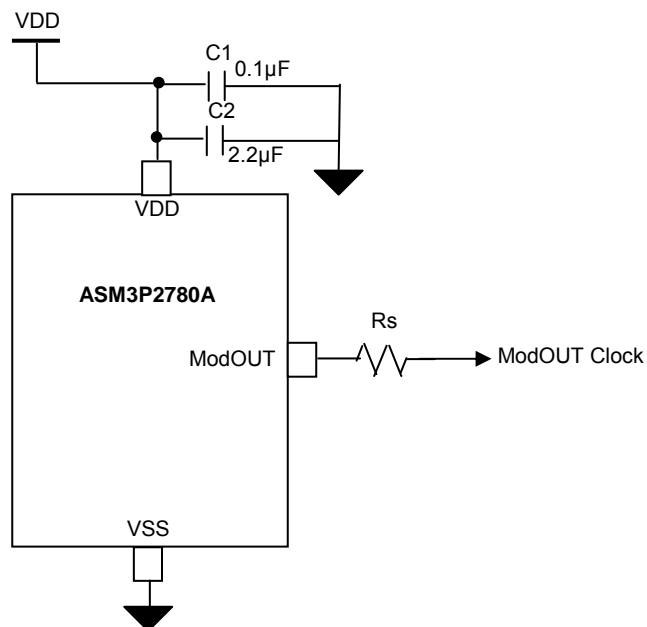 VDD
C1
0.1µF
C2
2.2µF
VDD
ASM3P2780A
Rs
ModOUT
ModOUT Clock
VSS